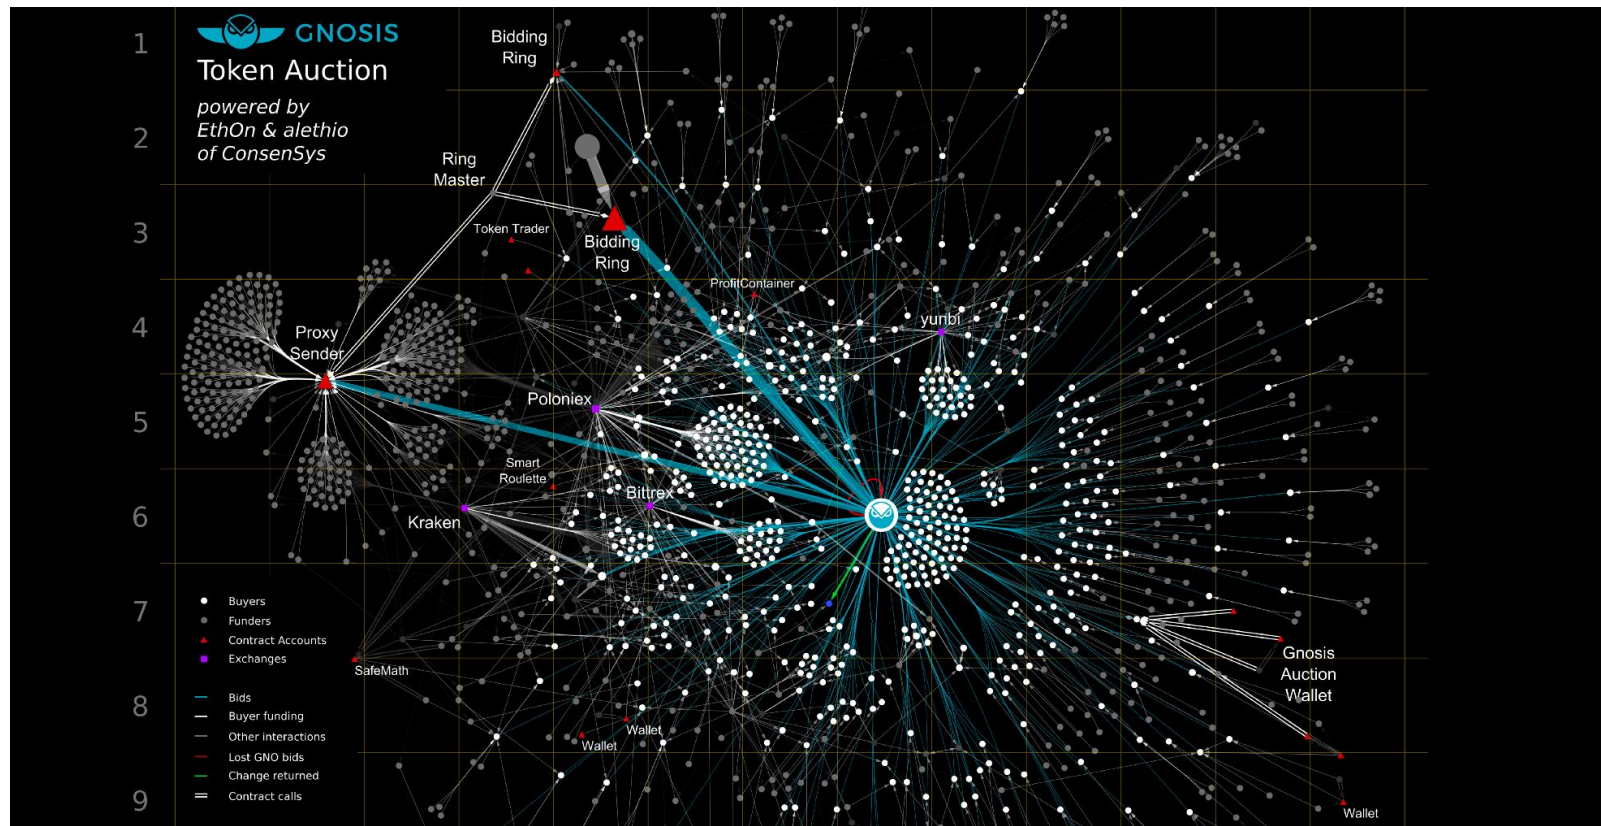 GNOSIS
Token Auction
powered by
EthOn & alethio
of ConsenSys
1
2
3
4
5
6
7
8
9
Bidding
Ring
Ring
Master
Token Trader
Bidding
Ring
ProfitContainer
yunbi
Proxy
Sender
Poloniex
Smart
Roulette
Bittrex
Kraken
SafeMath
Wallet
Wallet
Gnosis
Auction
Wallet
Wallet
Buyers
Funders
Contract Accounts
Exchanges
Bids
Buyer funding
Other interactions
Lost GNO bids
Change returned
Contract calls